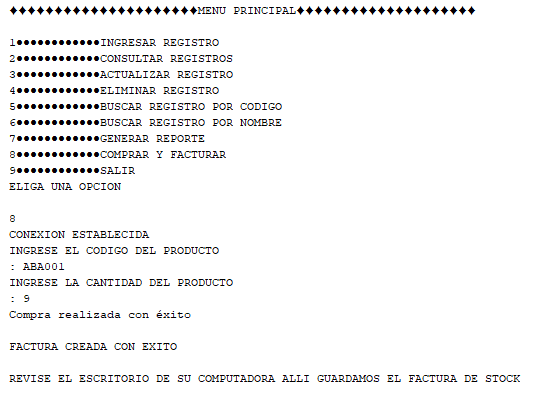 ♦♦♦♦♦♦♦♦♦♦♦♦♦♦♦♦♦♦♦♦♦MENU PRINCIPAL♦♦♦♦♦♦♦♦♦♦♦♦♦♦♦♦♦♦♦♦
1●●●●●●●●●●●●INGRESAR REGISTRO
2●●●●●●●●●●●●CONSULTAR REGISTROS
3●●●●●●●●●●●●ACTUALIZAR REGISTRO
4●●●●●●●●●●●●ELIMINAR REGISTRO
5●●●●●●●●●●●●BUSCAR REGISTRO POR CODIGO
6●●●●●●●●●●●●BUSCAR REGISTRO POR NOMBRE
7●●●●●●●●●●●●GENERAR REPORTE
8●●●●●●●●●●●●COMPRAR Y FACTURAR
9●●●●●●●●●●●●SALIR
ELIGA UNA OPCION
8
CONEXION ESTABLECIDA
INGRESE EL CODIGO DEL PRODUCTO
: ABA001
INGRESE LA CANTIDAD DEL PRODUCTO
: 9
Compra realizada con éxito
FACTURA CREADA CON EXITO
REVISE EL ESCRITORIO DE SU COMPUTADORA ALLI GUARDAMOS EL FACTURA DE STOCK